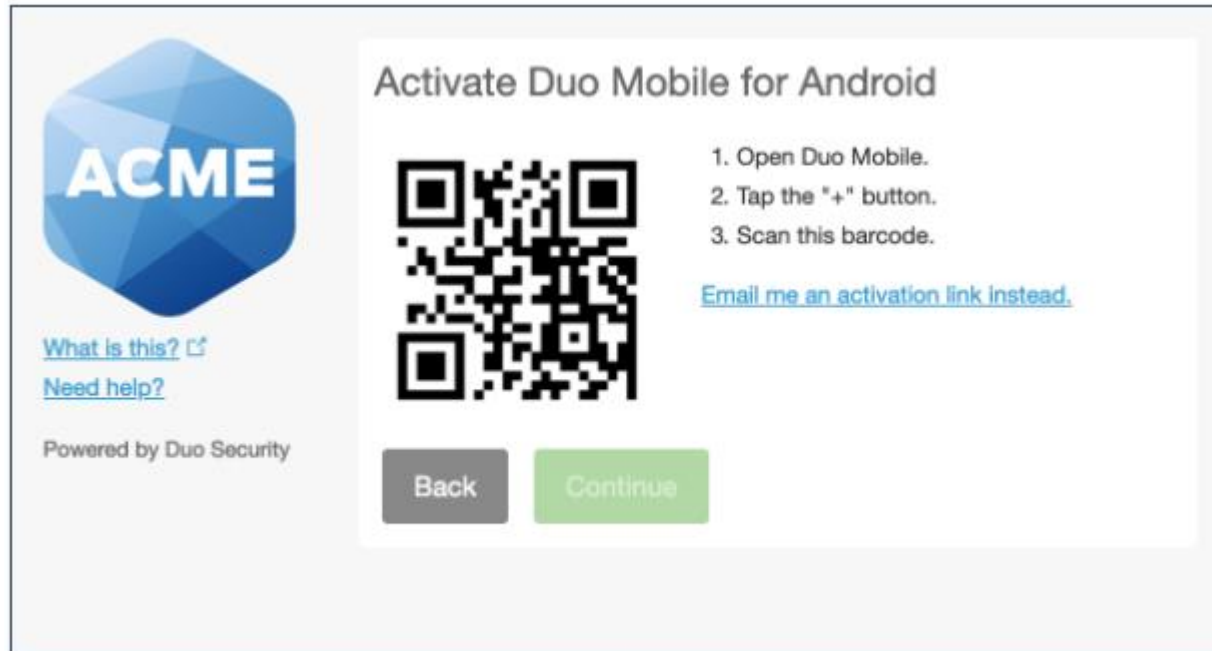 ACME
What is this?
Need help?
Powered by Duo Security
Activate Duo Mobile for Android
1. Open Duo Mobile.
2. Tap the "+" button.
3. Scan this barcode.
Email me an activation link instead.
Back
Continue